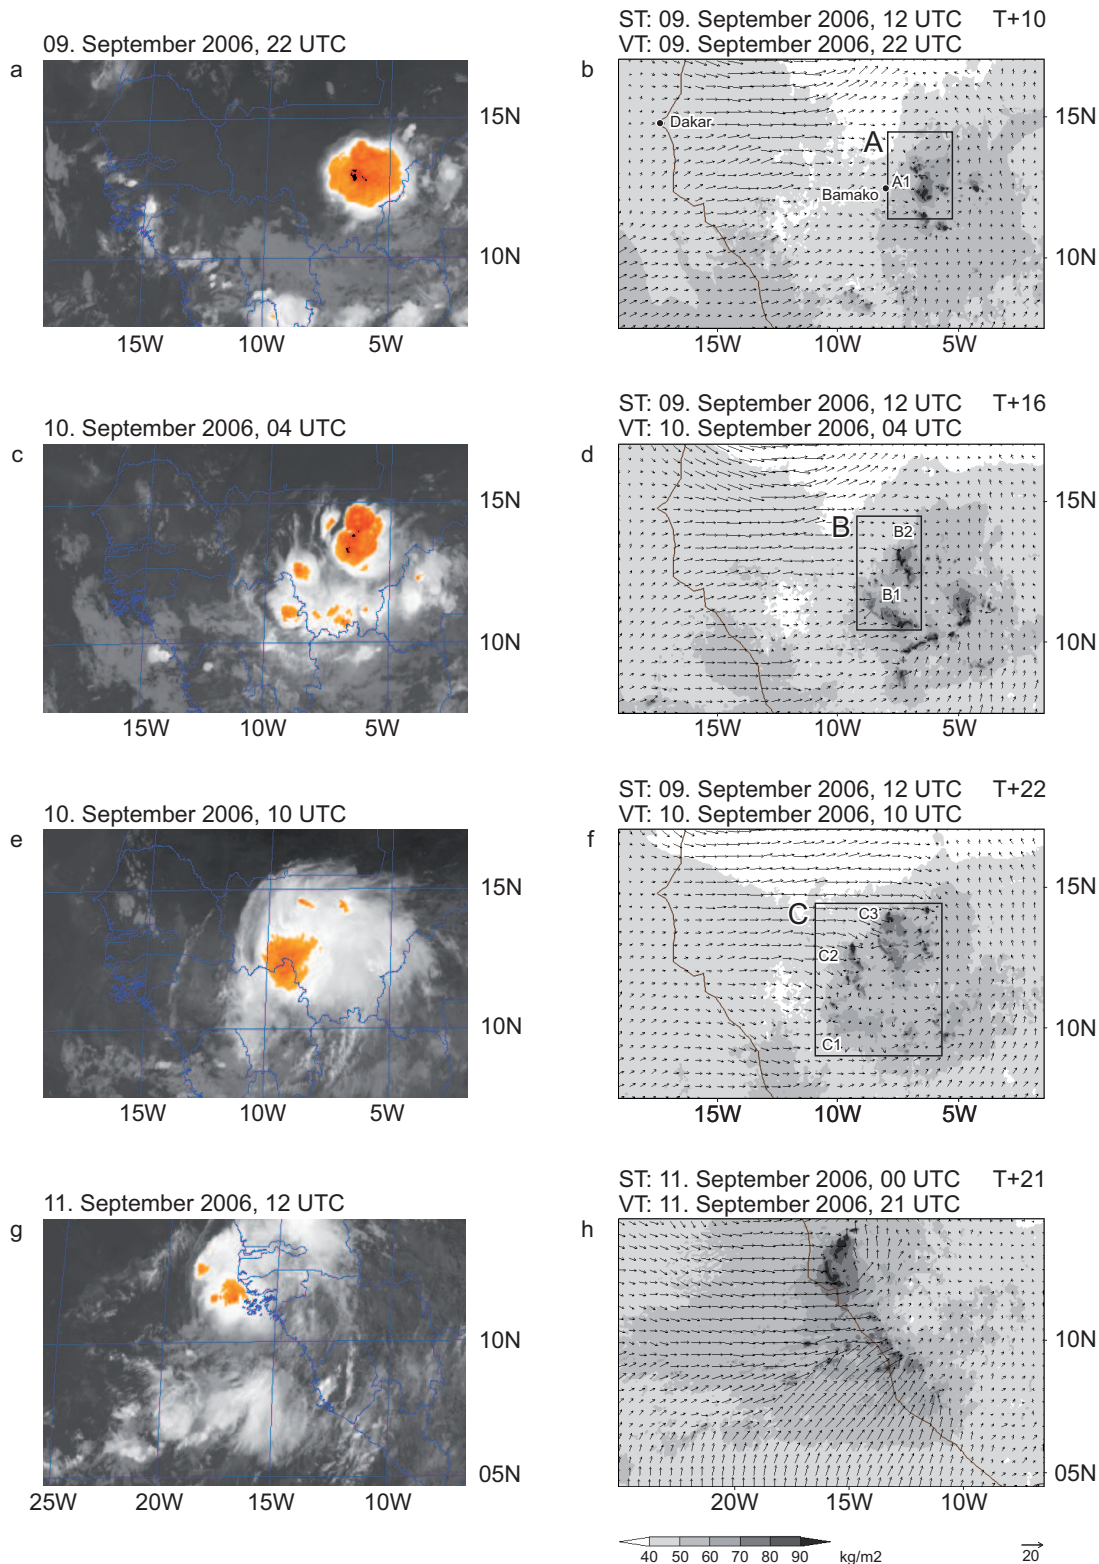 09. September 2006, 22 UTC
a
15N
10N
15W 10W 5W
ST: 09. September 2006, 12 UTC T+10
VT: 09. September 2006, 22 UTC
b
Dakar
A
A1
Bamako
15N
10N
15W 10W 5W
10. September 2006, 04 UTC
c
15N
10N
15W 10W 5W
ST: 09. September 2006, 12 UTC T+16
VT: 10. September 2006, 04 UTC
d
B
B2
B1
15N
10N
15W 10W 5W
10. September 2006, 10 UTC
e
15N
10N
15W 10W 5W
ST: 09. September 2006, 12 UTC T+22
VT: 10. September 2006, 10 UTC
f
C
C3
C2
C1
15N
10N
15W 10W 5W
11. September 2006, 12 UTC
g
10N
05N
25W 20W 15W 10W
ST: 11. September 2006, 00 UTC T+21
VT: 11. September 2006, 21 UTC
h
10N
05N
20W 15W 10W
40 50 60 70 80 90 kg/m2
20